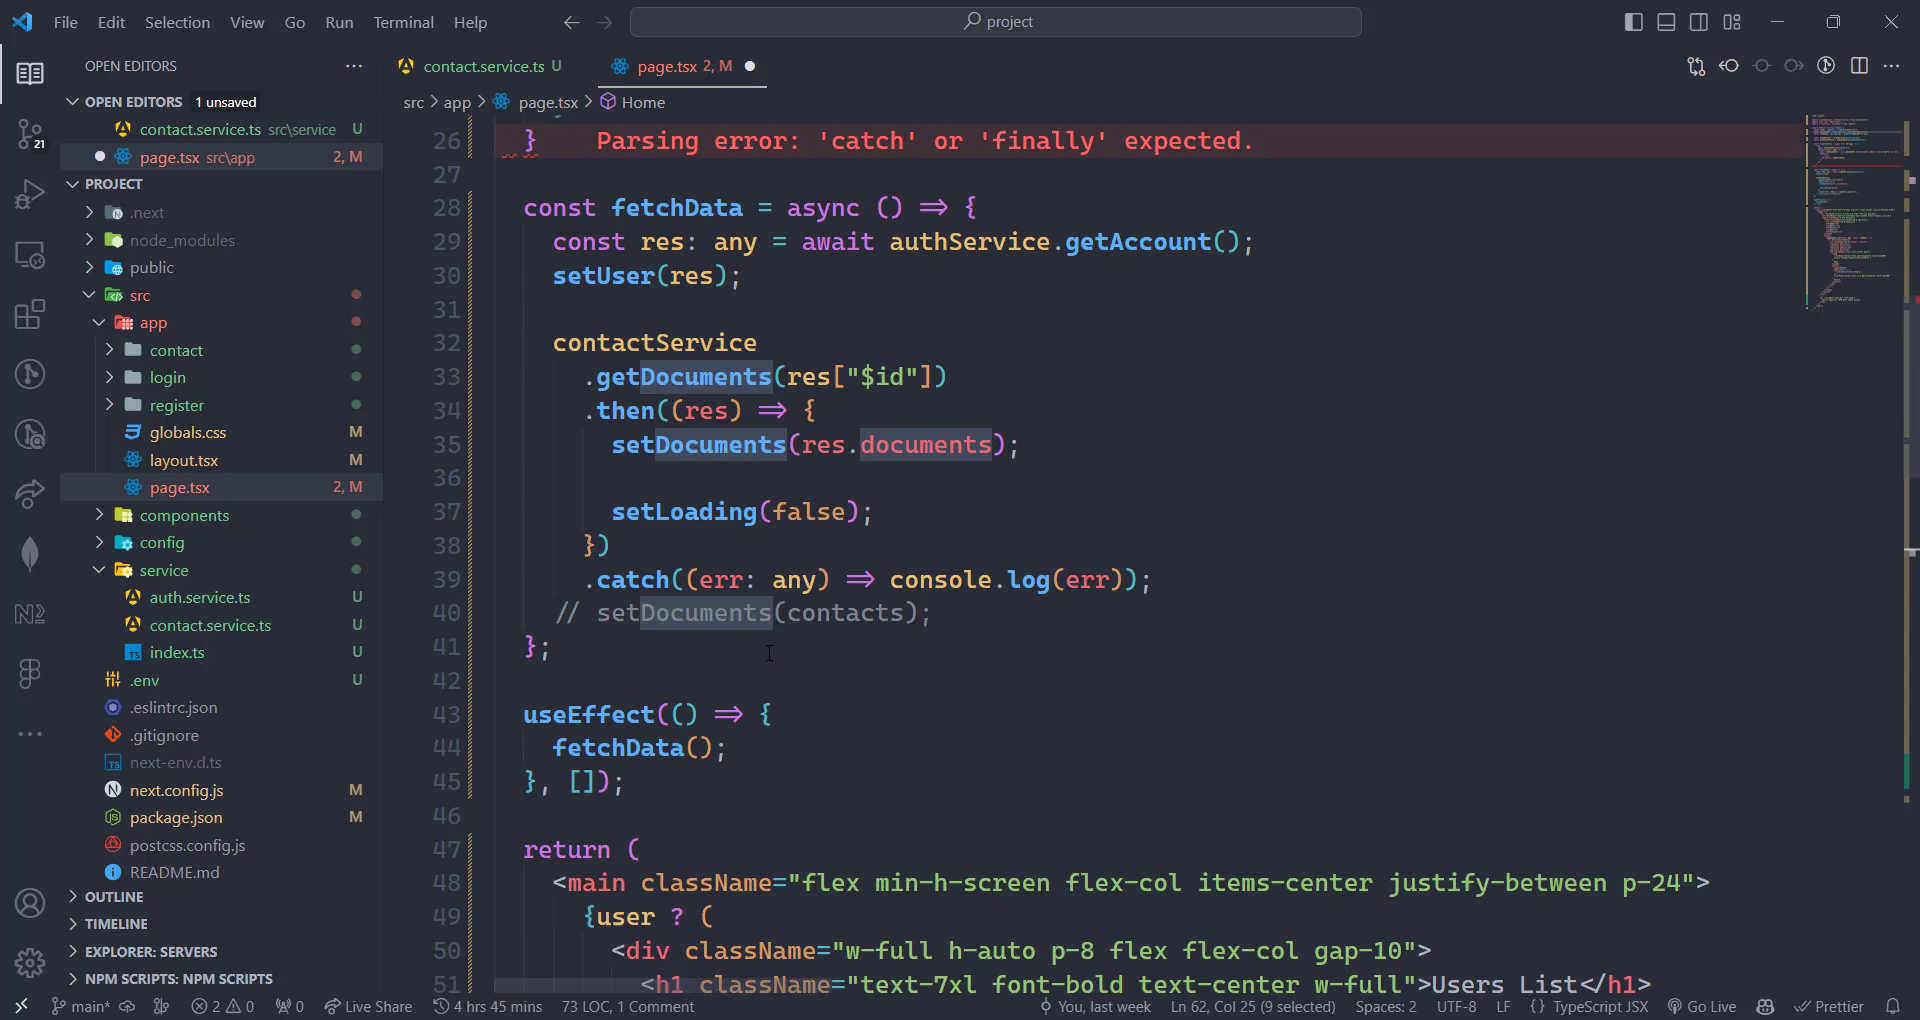 File Edit Selection View Go Run Terminal Help
project
OPEN EDITORS
contact.service.ts U
page.tsx 2, M
OPEN EDITORS 1 unsaved
src > app > page.tsx > Home
contact.service.ts src\service U
page.tsx src\app 2, M
PROJECT
.next
node_modules
public
src
app
contact
login
register
globals.css M
layout.tsx M
page.tsx 2, M
components
config
service
auth.service.ts U
contact.service.ts U
index.ts U
.env U
.eslintrc.json
.gitignore
next-env.d.ts
next.config.js M
package.json M
postcss.config.js
README.md
OUTLINE
TIMELINE
EXPLORER: SERVERS
NPM SCRIPTS: NPM SCRIPTS
21
26 } Parsing error: 'catch' or 'finally' expected.
27
28 const fetchData = async () => {
29 const res: any = await authService.getAccount();
30 setUser(res);
31
32 contactService
33 .getDocuments(res["$id"])
34 .then((res) => {
35 setDocuments(res.documents);
36
37 setLoading(false);
38 })
39 .catch((err: any) => console.log(err));
40 // setDocuments(contacts);
41 };
42
43 useEffect(() => {
44 fetchData();
45 }, []);
46
47 return (
48 <main className="flex min-h-screen flex-col items-center justify-between p-24">
49 {user ? (
50 <div className="w-full h-auto p-8 flex flex-col gap-10">
51 <h1 className="text-7xl font-bold text-center w-full">Users List</h1>
main* 2 0 0 Live Share 4 hrs 45 mins 73 LOC, 1 Comment You, last week Ln 62, Col 25 (9 selected) Spaces: 2 UTF-8 LF {} TypeScript JSX Go Live Prettier